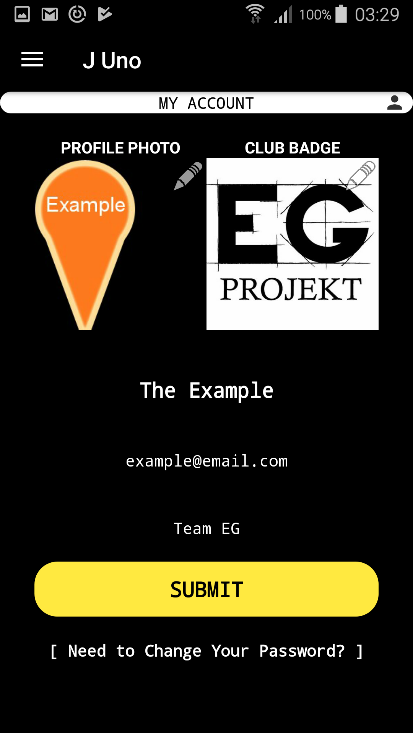 100% 03:29
J Uno
MY ACCOUNT
PROFILE PHOTO CLUB BADGE
Example
EG
PROJEKT
The Example
example@email.com
Team EG
SUBMIT
[ Need to Change Your Password? ]